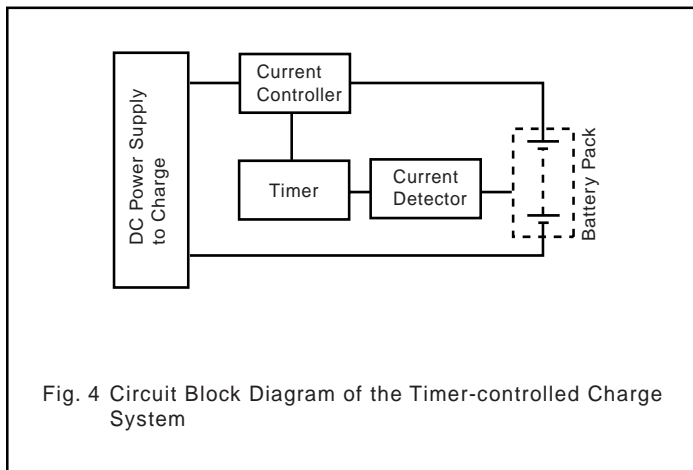 DC Power Supply
to Charge
Current
Controller
Timer
Current
Detector
Battery Pack
Fig. 4 Circuit Block Diagram of the Timer-controlled Charge
System